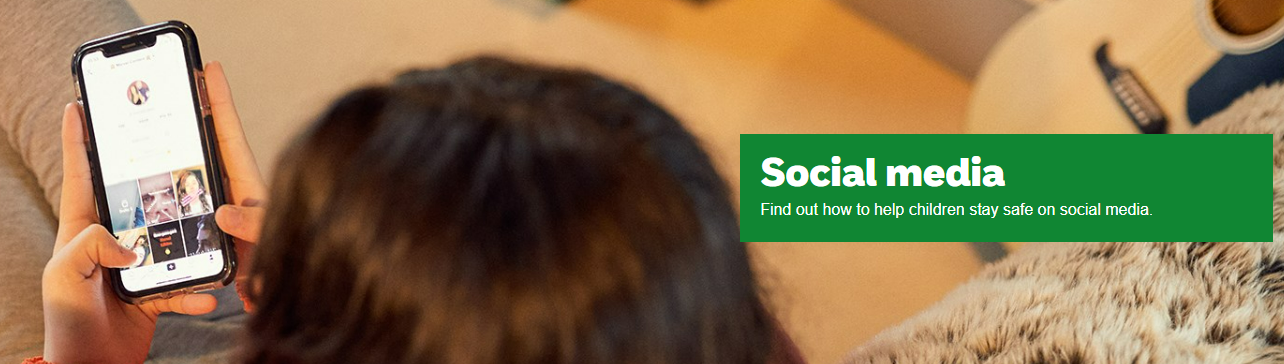 Social media
Find out how to help children stay safe on social media.